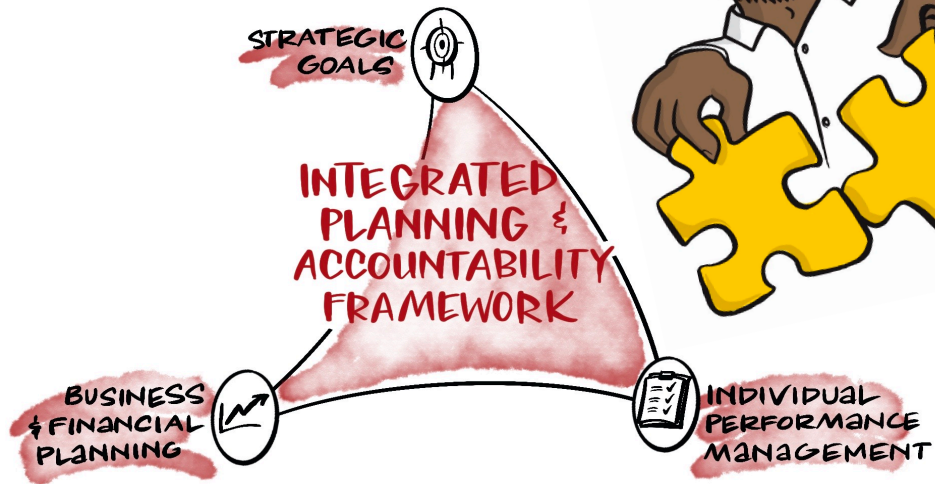 STRATEGIC
GOALS
INTEGRATED
PLANNING &
ACCOUNTABILITY
FRAMEWORK
BUSINESS
& FINANCIAL
PLANNING
INDIVIDUAL
PERFORMANCE
MANAGEMENT